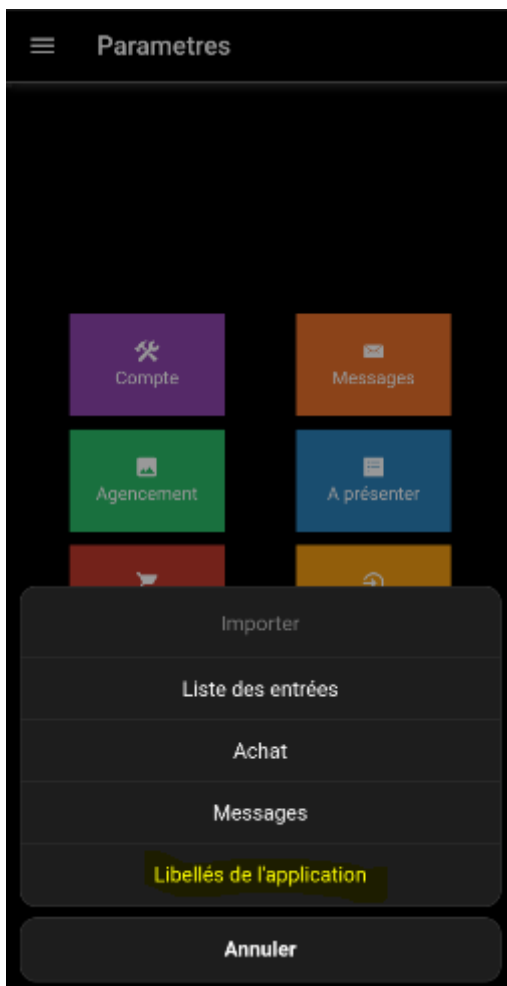 Parametres
Compte
Messages
Agencement
A présenter
Importer
Liste des entrées
Achat
Messages
Libellés de l'application
Annuler